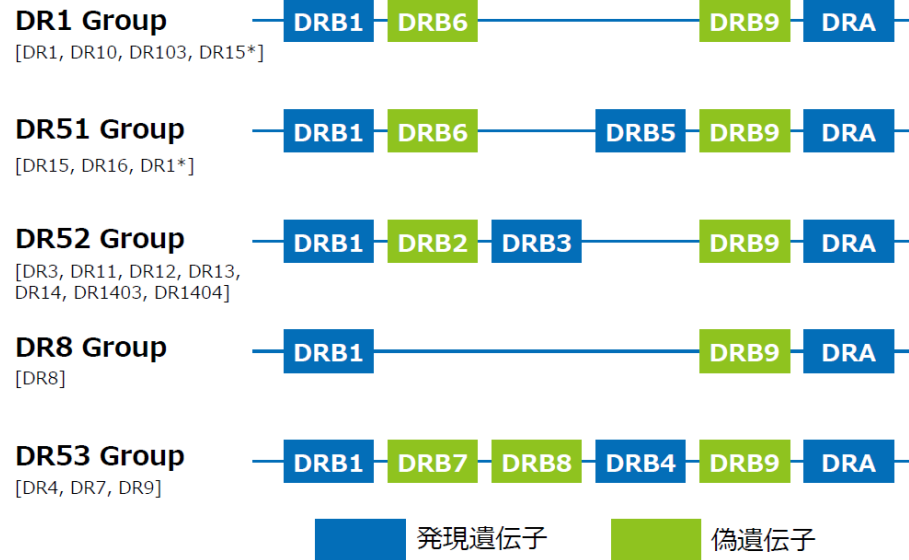 DR1 Group
[DR1, DR10, DR103, DR15*]
DRB1 DRB6 DRB9 DRA
DR51 Group
[DR15, DR16, DR1*]
DRB1 DRB6 DRB5 DRB9 DRA
DR52 Group
[DR3, DR11, DR12, DR13,
DR14, DR1403, DR1404]
DRB1 DRB2 DRB3 DRB9 DRA
DR8 Group
[DR8]
DRB1 DRB9 DRA
DR53 Group
[DR4, DR7, DR9]
DRB1 DRB7 DRB8 DRB4 DRB9 DRA
発現遺伝子 偽遺伝子